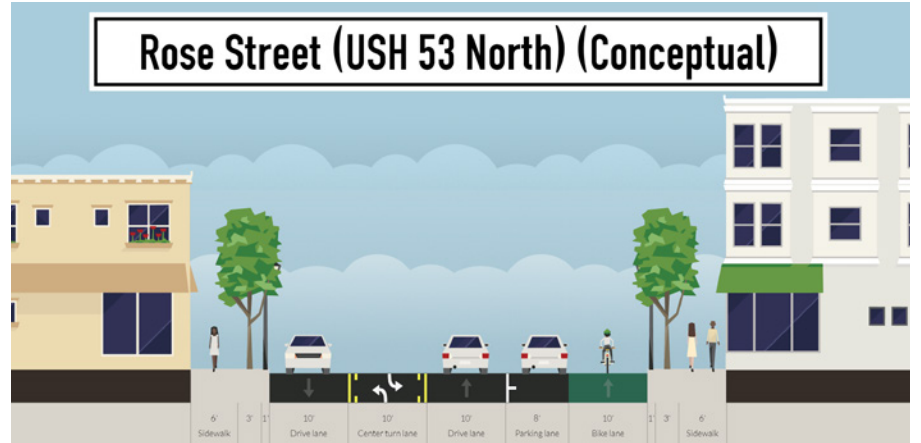 Rose Street (USH 53 North) (Conceptual)
6' 3' 1' 10' 10' 10' 8' 10' 1' 3' 6'
Sidewalk Drive lane Center turn lane Drive lane Parking lane Bike lane Sidewalk